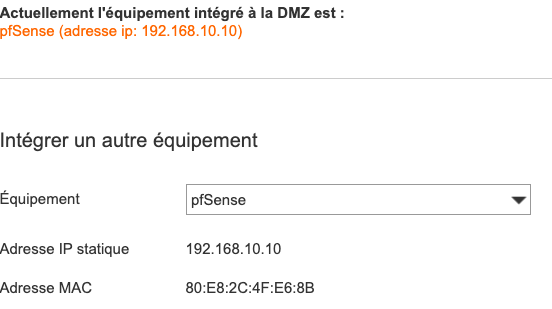 Actuellement l'équipement intégré à la DMZ est :
pfSense (adresse ip: 192.168.10.10)
Intégrer un autre équipement
Équipement pfSense
Adresse IP statique 192.168.10.10
Adresse MAC 80:E8:2C:4F:E6:8B